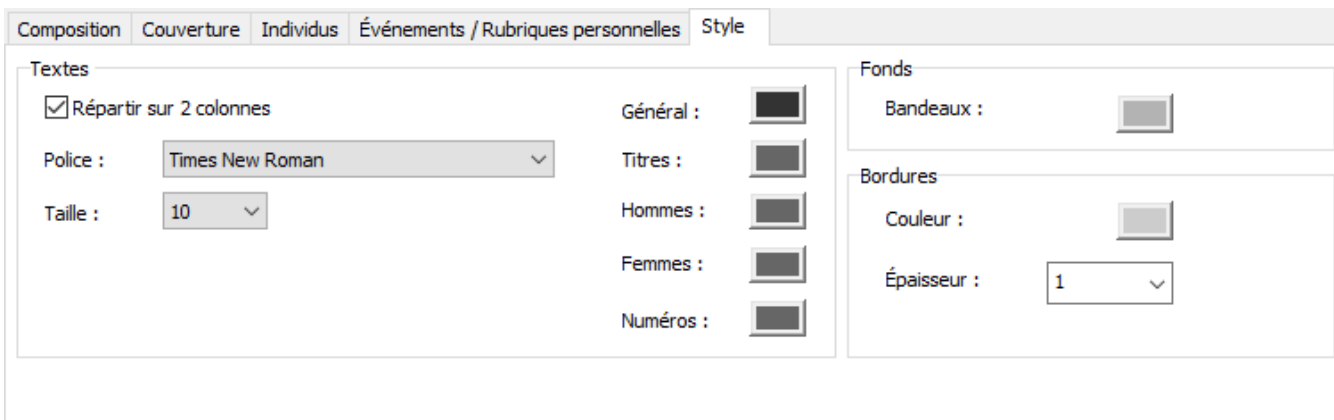 Composition Couverture Individus Événements / Rubriques personnelles Style
Textes
Répartir sur 2 colonnes
Police : Times New Roman
Taille : 10
Général :
Titres :
Hommes :
Femmes :
Numéros :
Fonds
Bandeaux :
Bordures
Couleur :
Épaisseur : 1